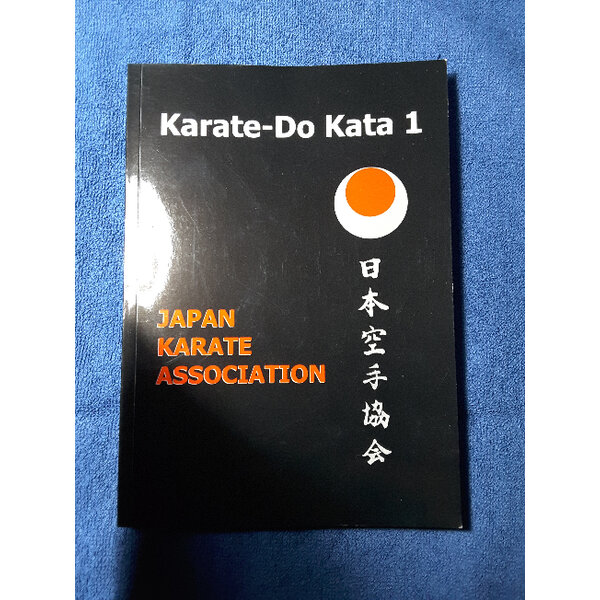 Karate-Do Kata 1
JAPAN
KARATE
ASSOCIATION
日本空手協会